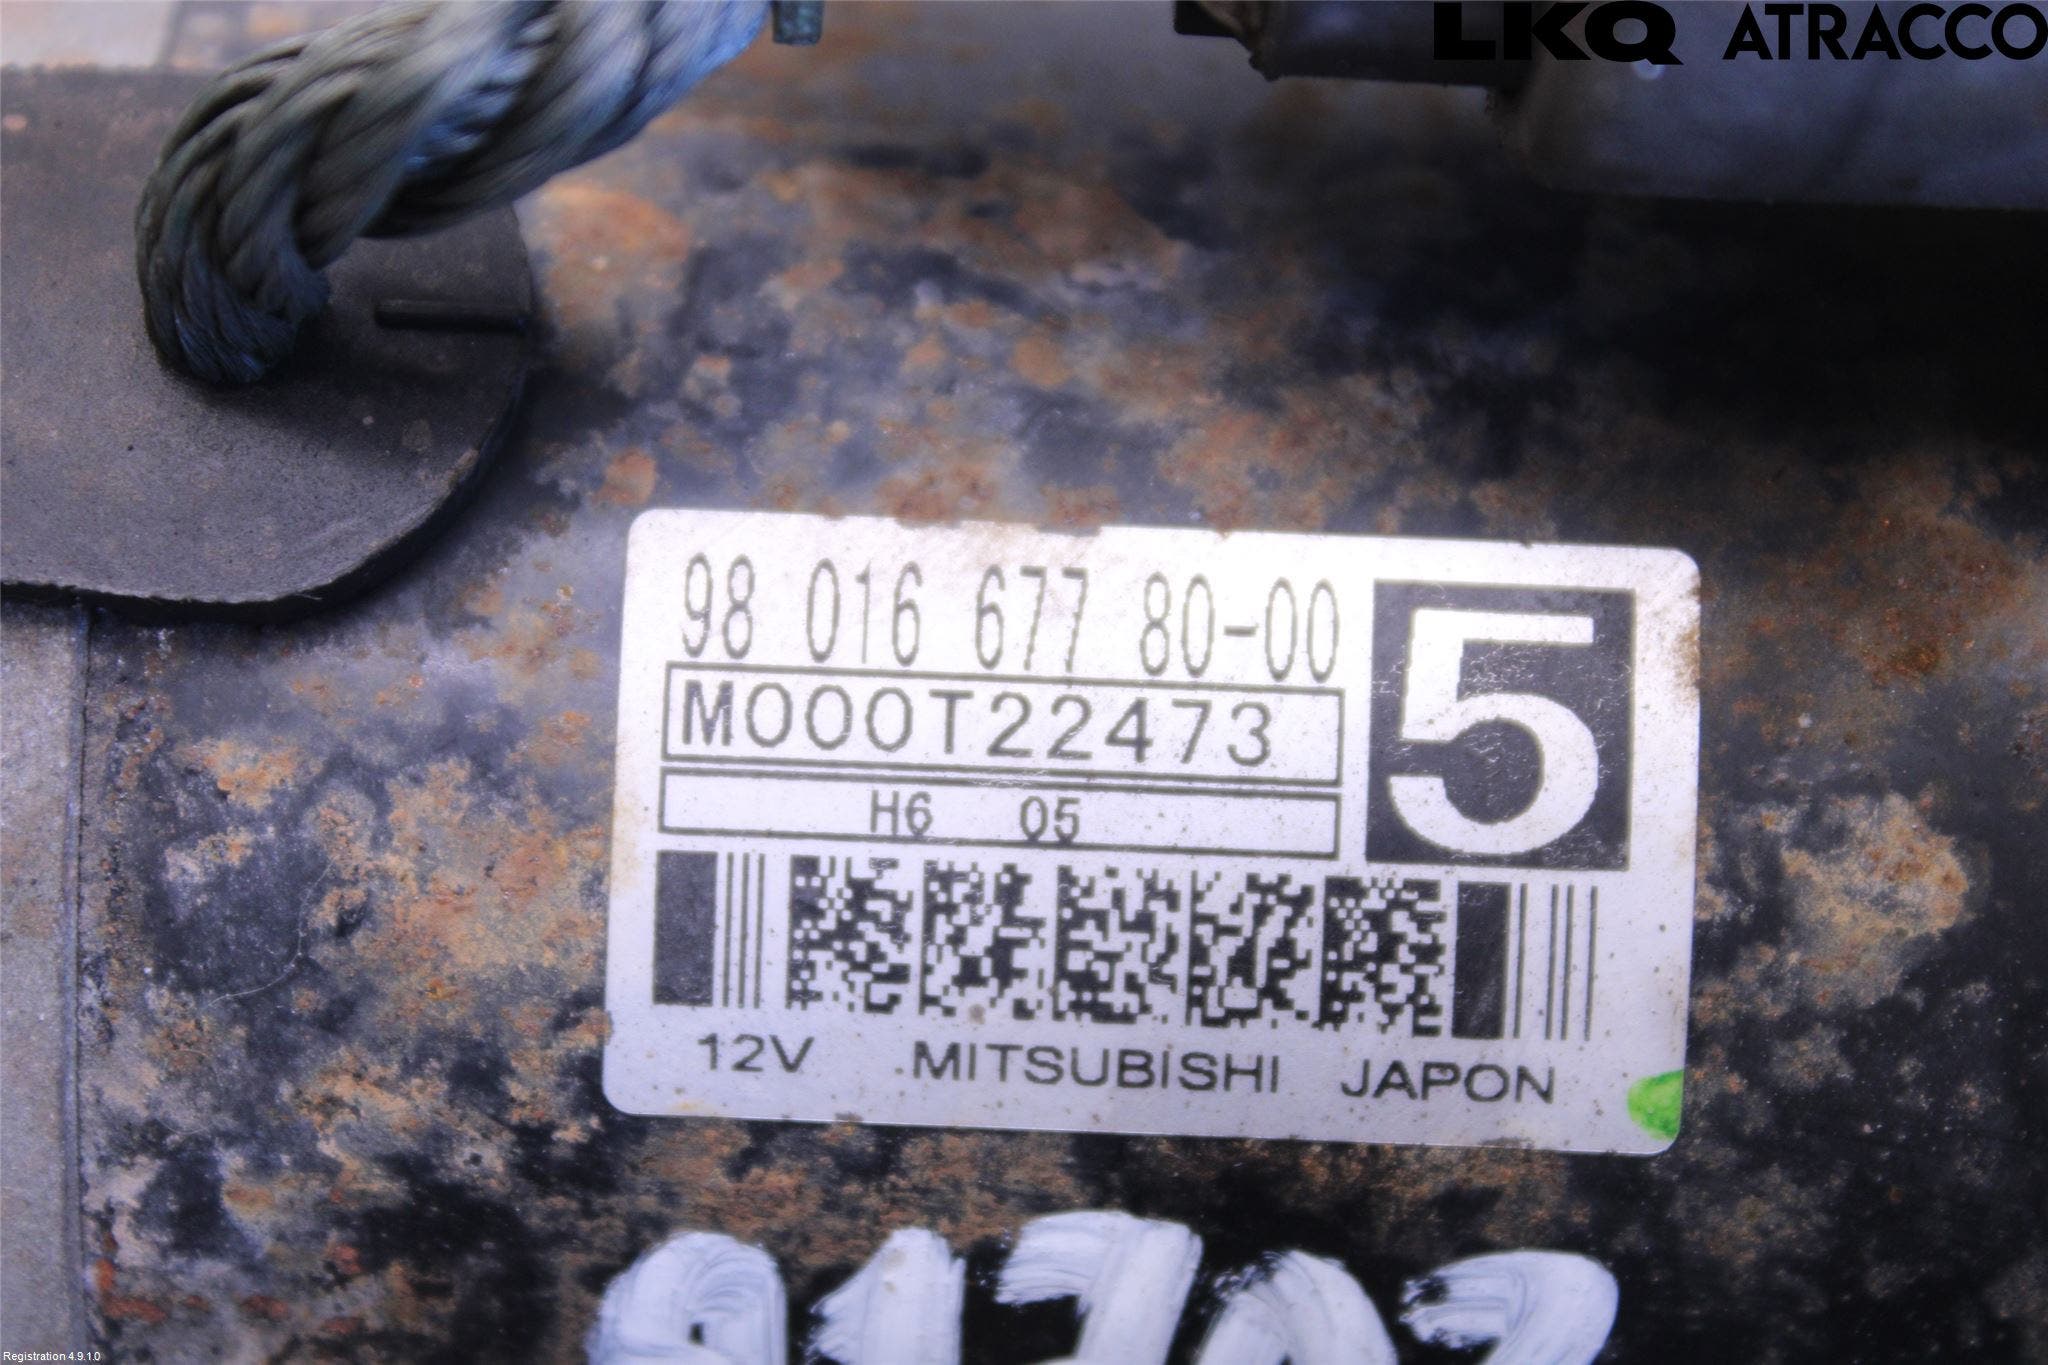 LKQ ATRACCO
98 016 677 80-00
5
M000T22473
H6 05
12V MITSUBISHI JAPON
Registration 4.9.1.0